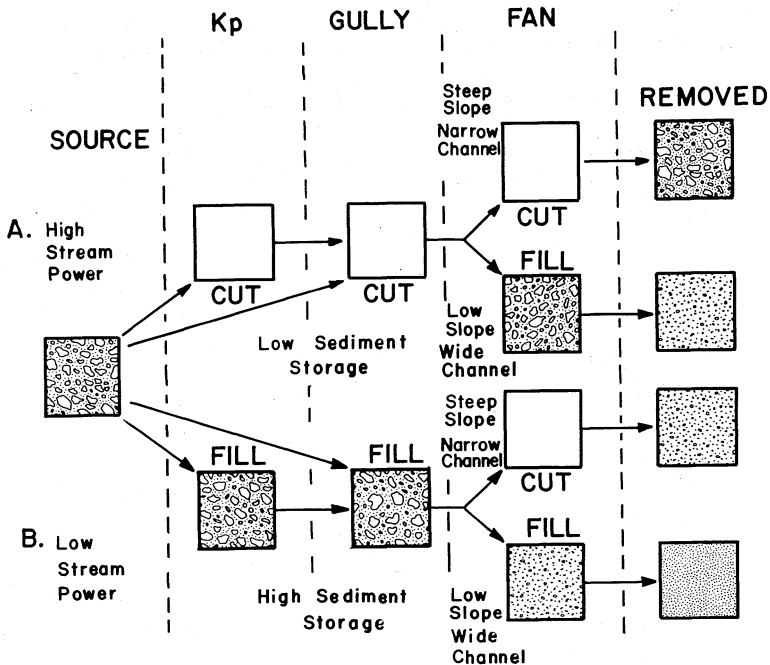 Kp
GULLY
FAN
SOURCE
REMOVED
Steep
Slope
Narrow
Channel
CUT
A. High
Stream
Power
CUT
CUT
FILL
Low Sediment
Storage
Low
Slope
Wide
Channel
Steep
Slope
Narrow
Channel
CUT
FILL
FILL
FILL
B. Low
Stream
Power
High Sediment
Storage
Low
Slope
Wide
Channel